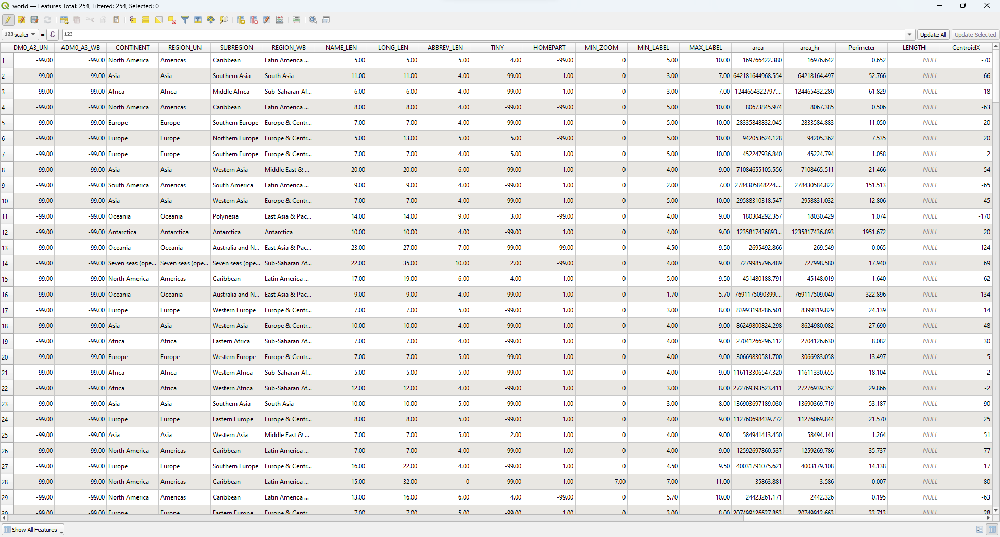 world — Features Total: 254, Filtered: 254, Selected: 0
123 scaler = ε 123 Update All Update Selected
DM0_A3_UN ADM0_A3_WB CONTINENT REGION_UN SUBREGION REGION_WB NAME_LEN LONG_LEN ABBREV_LEN TINY HOMEPART MIN_ZOOM MIN_LABEL MAX_LABEL area area_hr Perimeter LENGTH CentroidX
1 -99.00 -99.00 North America Americas Caribbean Latin America ... 5.00 5.00 5.00 4.00 -99.00 0 5.00 10.00 169766422.380 16976.642 0.652 NULL -70
2 -99.00 -99.00 Asia Asia Southern Asia South Asia 11.00 11.00 4.00 -99.00 1.00 0 3.00 7.00 642181644968.554 64218164.497 52.766 NULL 66
3 -99.00 -99.00 Africa Africa Middle Africa Sub-Saharan Af... 6.00 6.00 4.00 -99.00 1.00 0 3.00 7.00 1244654322797.... 124465432.280 61.829 NULL 18
4 -99.00 -99.00 North America Americas Caribbean Latin America ... 8.00 8.00 4.00 -99.00 -99.00 0 5.00 10.00 80673845.974 8067.385 0.506 NULL -63
5 -99.00 -99.00 Europe Europe Southern Europe Europe & Centr... 7.00 7.00 4.00 -99.00 1.00 0 5.00 10.00 28335848832.045 2833584.883 11.050 NULL 20
6 -99.00 -99.00 Europe Europe Northern Europe Europe & Centr... 5.00 13.00 5.00 5.00 -99.00 0 5.00 10.00 942053624.128 94205.362 7.535 NULL 20
7 -99.00 -99.00 Europe Europe Southern Europe Europe & Centr... 7.00 7.00 4.00 5.00 1.00 0 5.00 10.00 452247936.840 45224.794 1.058 NULL 2
8 -99.00 -99.00 Asia Asia Western Asia Middle East & ... 20.00 20.00 6.00 -99.00 1.00 0 4.00 9.00 71084655105.556 7108465.511 21.466 NULL 54
9 -99.00 -99.00 South America Americas South America Latin America ... 9.00 9.00 4.00 -99.00 1.00 0 2.00 7.00 2784305848224.... 278430584.822 151.513 NULL -65
10 -99.00 -99.00 Asia Asia Western Asia Europe & Centr... 7.00 7.00 4.00 -99.00 1.00 0 5.00 10.00 29588310318.547 2958831.032 12.806 NULL 45
11 -99.00 -99.00 Oceania Oceania Polynesia East Asia & Pac... 14.00 14.00 9.00 3.00 -99.00 0 4.00 9.00 180304292.357 18030.429 1.074 NULL -170
12 -99.00 -99.00 Antarctica Antarctica Antarctica Antarctica 10.00 10.00 4.00 -99.00 1.00 0 4.00 9.00 1235817436893... 1235817436.893 1951.672 NULL 20
13 -99.00 -99.00 Oceania Oceania Australia and N... East Asia & Pac... 23.00 27.00 7.00 -99.00 -99.00 0 4.50 9.50 2695492.866 269.549 0.065 NULL 124
14 -99.00 -99.00 Seven seas (ope... Seven seas (ope... Seven seas (ope... Sub-Saharan Af... 22.00 35.00 10.00 2.00 -99.00 0 4.00 9.00 7279985796.489 727998.580 17.940 NULL 69
15 -99.00 -99.00 North America Americas Caribbean Latin America ... 17.00 19.00 6.00 4.00 1.00 0 5.00 9.50 451480188.791 45148.019 1.640 NULL -62
16 -99.00 -99.00 Oceania Oceania Australia and N... East Asia & Pac... 9.00 9.00 4.00 -99.00 1.00 0 1.70 5.70 7691175090399.... 769117509.040 322.896 NULL 134
17 -99.00 -99.00 Europe Europe Western Europe Europe & Centr... 7.00 7.00 5.00 -99.00 1.00 0 3.00 8.00 83993198286.501 8399319.829 24.139 NULL 14
18 -99.00 -99.00 Asia Asia Western Asia Europe & Centr... 10.00 10.00 4.00 -99.00 1.00 0 4.00 9.00 86249800824.298 8624980.082 27.690 NULL 48
19 -99.00 -99.00 Africa Africa Eastern Africa Sub-Saharan Af... 7.00 7.00 4.00 -99.00 1.00 0 4.00 9.00 27041266296.112 2704126.630 8.082 NULL 30
20 -99.00 -99.00 Europe Europe Western Europe Europe & Centr... 7.00 7.00 5.00 -99.00 1.00 0 4.00 9.00 30669830581.700 3066983.058 13.497 NULL 5
21 -99.00 -99.00 Africa Africa Western Africa Sub-Saharan Af... 5.00 5.00 5.00 -99.00 1.00 0 4.00 9.00 116113306547.320 11611330.655 18.104 NULL 2
22 -99.00 -99.00 Africa Africa Western Africa Sub-Saharan Af... 12.00 12.00 4.00 -99.00 1.00 0 3.00 8.00 272769393523.411 27276939.352 29.866 NULL -2
23 -99.00 -99.00 Asia Asia Southern Asia South Asia 10.00 10.00 5.00 -99.00 1.00 0 3.00 8.00 136903697189.030 13690369.719 53.187 NULL 90
24 -99.00 -99.00 Europe Europe Eastern Europe Europe & Centr... 8.00 8.00 5.00 -99.00 1.00 0 4.00 9.00 112760698439.772 11276069.844 21.570 NULL 25
25 -99.00 -99.00 Asia Asia Western Asia Middle East & ... 7.00 7.00 5.00 2.00 1.00 0 4.00 9.00 584941413.450 58494.141 1.264 NULL 51
26 -99.00 -99.00 North America Americas Caribbean Latin America ... 7.00 7.00 4.00 -99.00 1.00 0 4.00 9.00 12592697860.537 1259269.786 35.737 NULL -77
27 -99.00 -99.00 Europe Europe Southern Europe Europe & Centr... 16.00 22.00 4.00 -99.00 1.00 0 4.50 9.50 40031791075.621 4003179.108 14.138 NULL 17
28 -99.00 -99.00 North America Americas Caribbean Latin America ... 15.00 32.00 0 -99.00 1.00 7.00 7.00 11.00 35863.881 3.586 0.007 NULL -80
29 -99.00 -99.00 North America Americas Caribbean Latin America ... 13.00 16.00 6.00 4.00 -99.00 0 5.70 10.00 24423261.171 2442.326 0.195 NULL -63
30 -99.00 -99.00 Europe Europe Eastern Europe Europe & Centr... 7.00 7.00 5.00 -99.00 1.00 0 3.00 8.00 207499126627.853 20749912.663 33.713 NULL 28
Show All Features